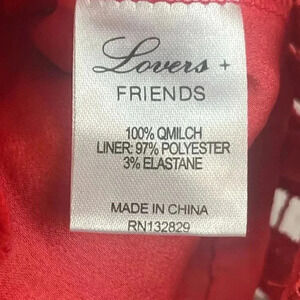 Lovers +
FRIENDS
100% QMILCH
LINER: 97% POLYESTER
3% ELASTANE
MADE IN CHINA
RN132829